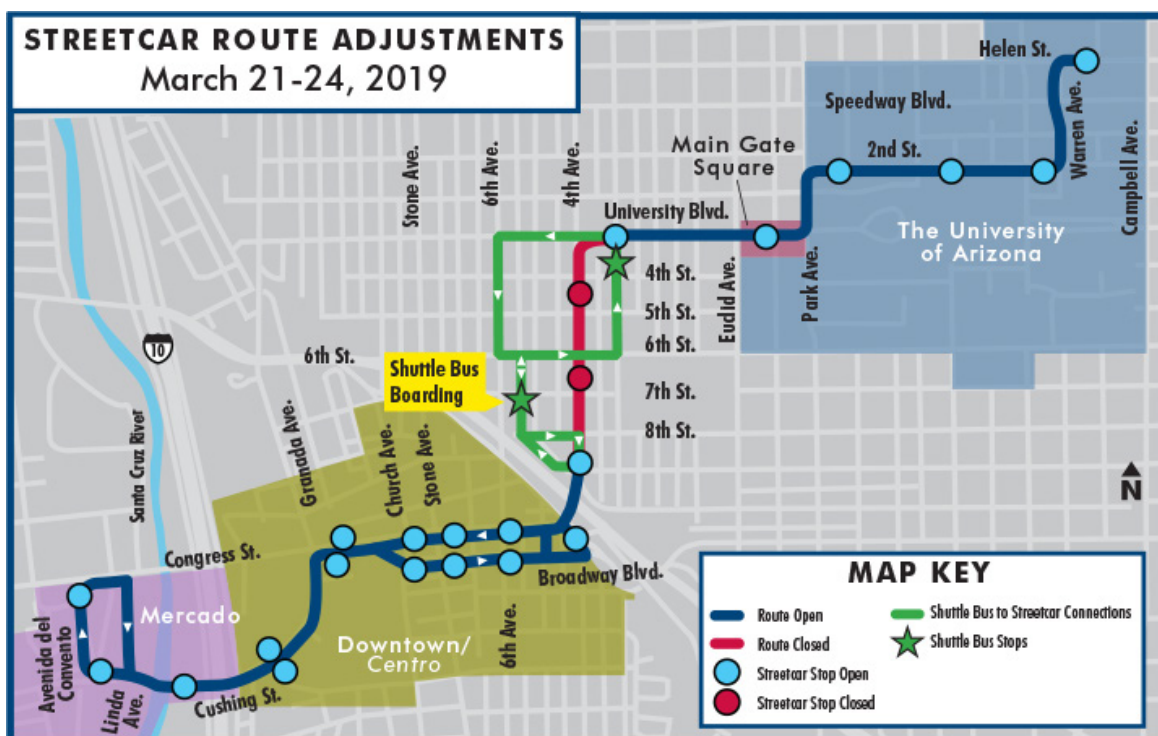 STREETCAR ROUTE ADJUSTMENTS
March 21-24, 2019
Helen St.
Speedway Blvd.
Warren Ave.
Campbell Ave.
Main Gate
Square
2nd St.
Stone Ave.
6th Ave.
4th Ave.
University Blvd.
The University
of Arizona
4th St.
Euclid Ave.
Park Ave.
5th St.
10
6th St.
6th St.
Shuttle Bus
Boarding
7th St.
8th St.
Santa Cruz River
Granada Ave.
Church Ave.
Stone Ave.
N
Congress St.
Broadway Blvd.
Mercado
Avenida del
Convento
Downtown/
Centro
6th Ave.
Linda
Ave.
Cushing St.
MAP KEY
Route Open
Shuttle Bus to Streetcar Connections
Route Closed
Shuttle Bus Stops
Streetcar Stop Open
Streetcar Stop Closed